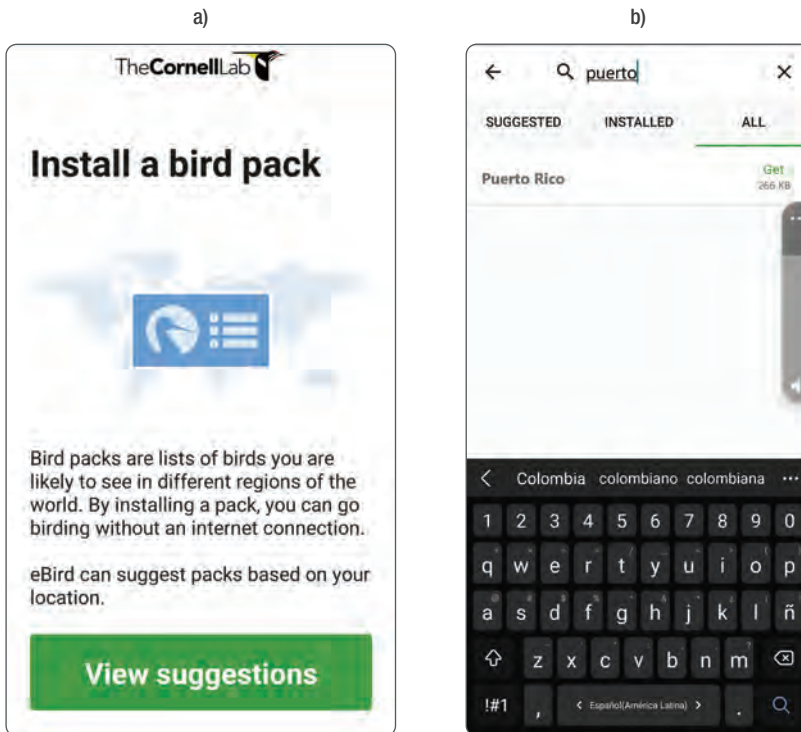 a)
TheCornellLab
Install a bird pack
Bird packs are lists of birds you are
likely to see in different regions of the
world. By installing a pack, you can go
birding without an internet connection.
eBird can suggest packs based on your
location.
View suggestions
b)
puerto
SUGGESTED INSTALLED ALL
Puerto Rico Get
266 KB
Colombia colombiano colombiana ...
1 2 3 4 5 6 7 8 9 0
q w e r t y u i o p
a s d f g h j k l ñ
z x c v b n m
!#1 , < Español(América Latina) > .